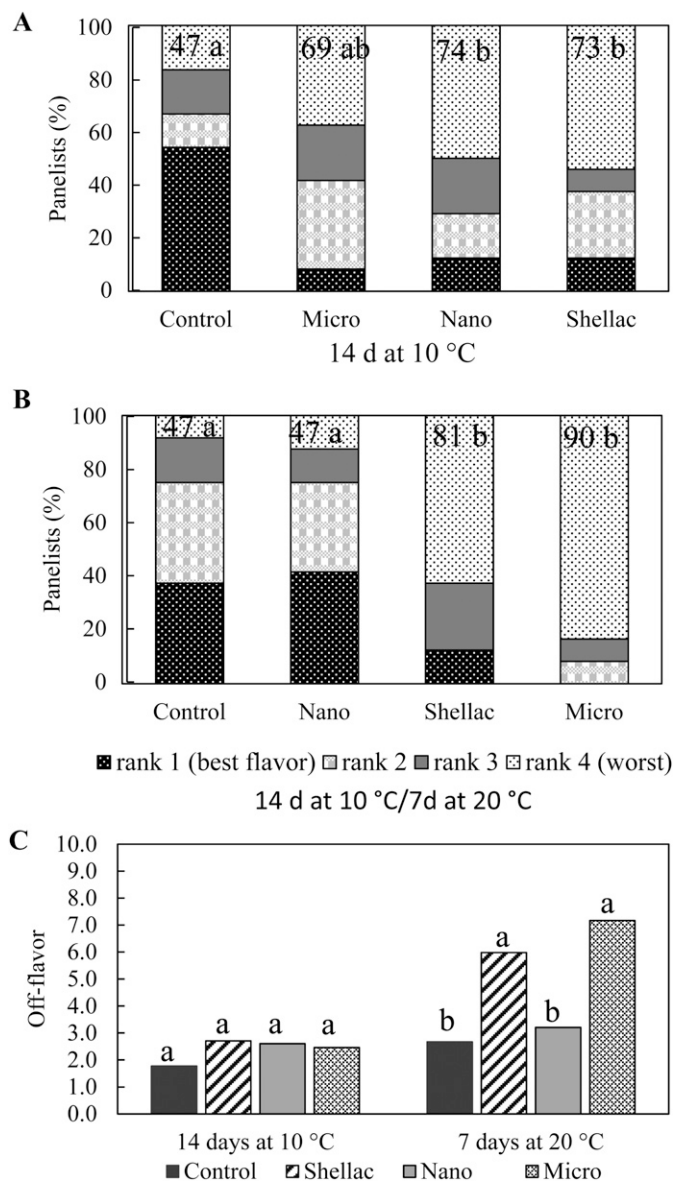 A
100
80
60
40
20
0
Panelists (%)
47 a
69 ab
74 b
73 b
Control
Micro
Nano
Shellac
14 d at 10 °C
B
100
80
60
40
20
0
Panelists (%)
47 a
47 a
81 b
90 b
Control
Nano
Shellac
Micro
rank 1 (best flavor) rank 2 rank 3 rank 4 (worst)
14 d at 10 °C/7d at 20 °C
C
10.0
9.0
8.0
7.0
6.0
5.0
4.0
3.0
2.0
1.0
0.0
Off-flavor
a
a
a
a
b
a
b
a
14 days at 10 °C
7 days at 20 °C
Control Shellac Nano Micro